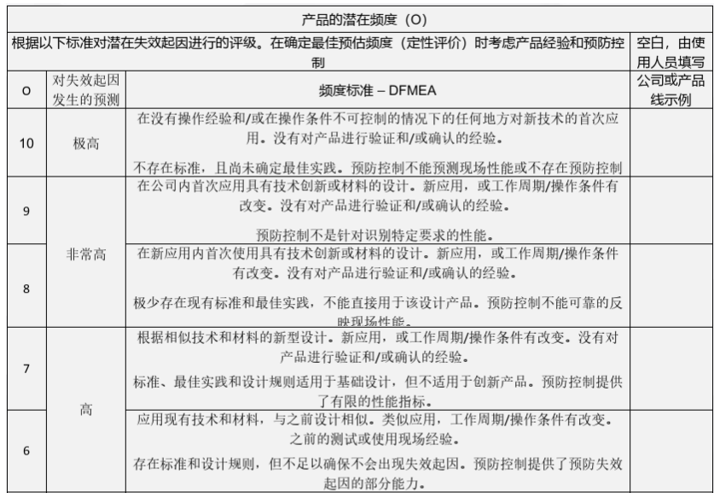 产品的潜在频度（O）
根据以下标准对潜在失效起因进行的评级。在确定最佳预估频度（定性评价）时考虑产品经验和预防控
制
空白，由使
用人员填写
O
对失效起因
发生的预测
频度标准 – DFMEA
公司或产品
线示例
10
极高
在没有操作经验和/或在操作条件不可控制的情况下的任何地方对新技术的首次应
用。没有对产品进行验证和/或确认的经验。
不存在标准，且尚未确定最佳实践。预防控制不能预测现场性能或不存在预防控制
9
非常高
在公司内首次应用具有技术创新或材料的设计。新应用，或工作周期/操作条件有
改变。没有对产品进行验证和/或确认的经验。
预防控制不是针对识别特定要求的性能。
8
在新应用内首次使用具有技术创新或材料的设计。新应用，或工作周期/操作条件
有改变。没有对产品进行验证和/或确认的经验。
极少存在现有标准和最佳实践，不能直接用于该设计产品。预防控制不能可靠的反
映现场性能。
7
高
根据相似技术和材料的新型设计。新应用，或工作周期/操作条件有改变。没有对
产品进行验证和/或确认的经验。
标准、最佳实践和设计规则适用于基础设计，但不适用于创新产品。预防控制提供
了有限的性能指标。
6
应用现有技术和材料，与之前设计相似。类似应用，工作周期/操作条件有改变。
之前的测试或使用现场经验。
存在标准和设计规则，但不足以确保不会出现失效起因。预防控制提供了预防失效
起因的部分能力。